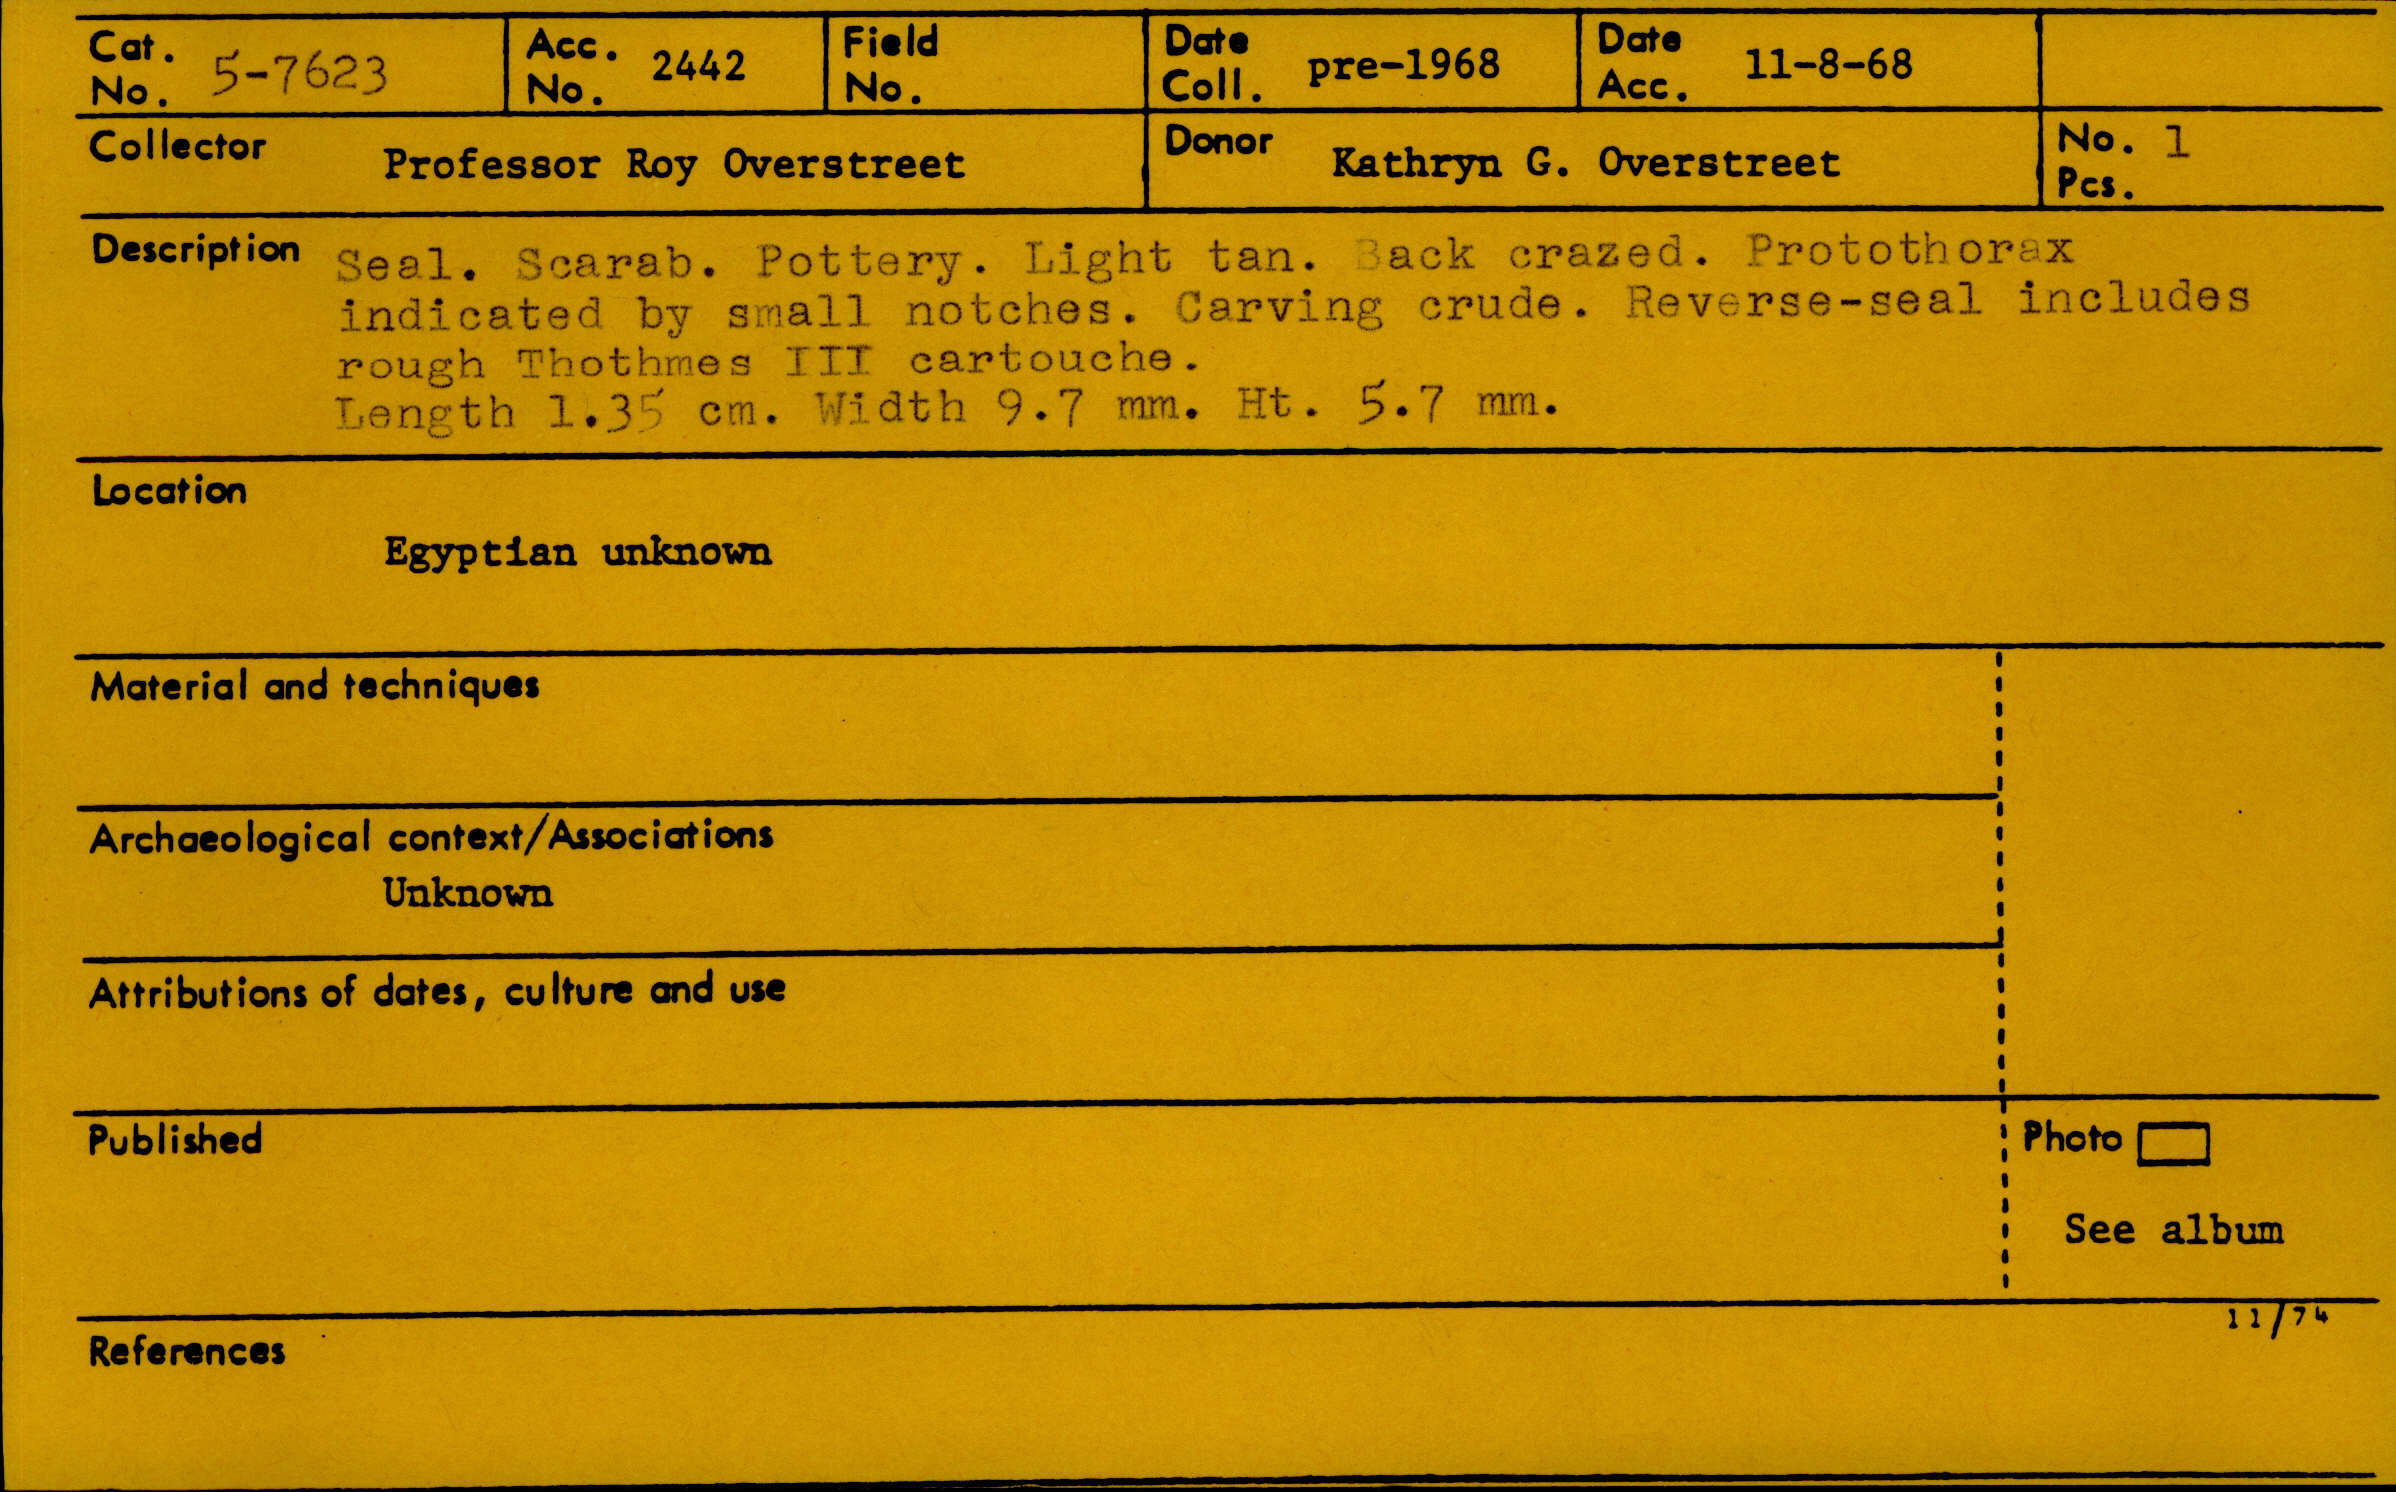 Cat. No. 5-7623
Acc. No. 2442
Field No.
Date Coll. pre-1968
Date Acc. 11-8-68
Collector Professor Roy Overstreet
Donor Kathryn G. Overstreet
No. Pcs. 1
Description Seal. Scarab. Pottery. Light tan. Back crazed. Protothorax
indicated by small notches. Carving crude. Reverse-seal includes
rough Thothmes III cartouche.
Length 1.35 cm. Width 9.7 mm. Ht. 5.7 mm.
Location
Egyptian unknown
Material and techniques
Archaeological context/Associations
Unknown
Attributions of dates, culture and use
Published
Photo
See album
11/74
References